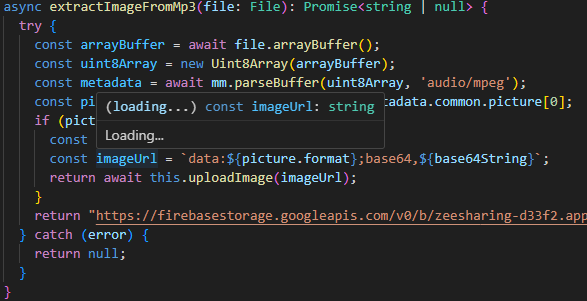 async extractImageFromMp3(file: File): Promise<string | null> {
try {
const arrayBuffer = await file.arrayBuffer();
const uint8Array = new Uint8Array(arrayBuffer);
const metadata = await mm.parseBuffer(uint8Array, 'audio/mpeg');
const pi tadata.common.picture[0];
(loading...) const imageUrl: string
if (pict
Loading...
const
const imageUrl = `data:${picture.format};base64,${base64String}`;
return await this.uploadImage(imageUrl);
}
return "https://firebasestorage.googleapis.com/v0/b/zeesharing-d33f2.app
} catch (error) {
return null;
}
}